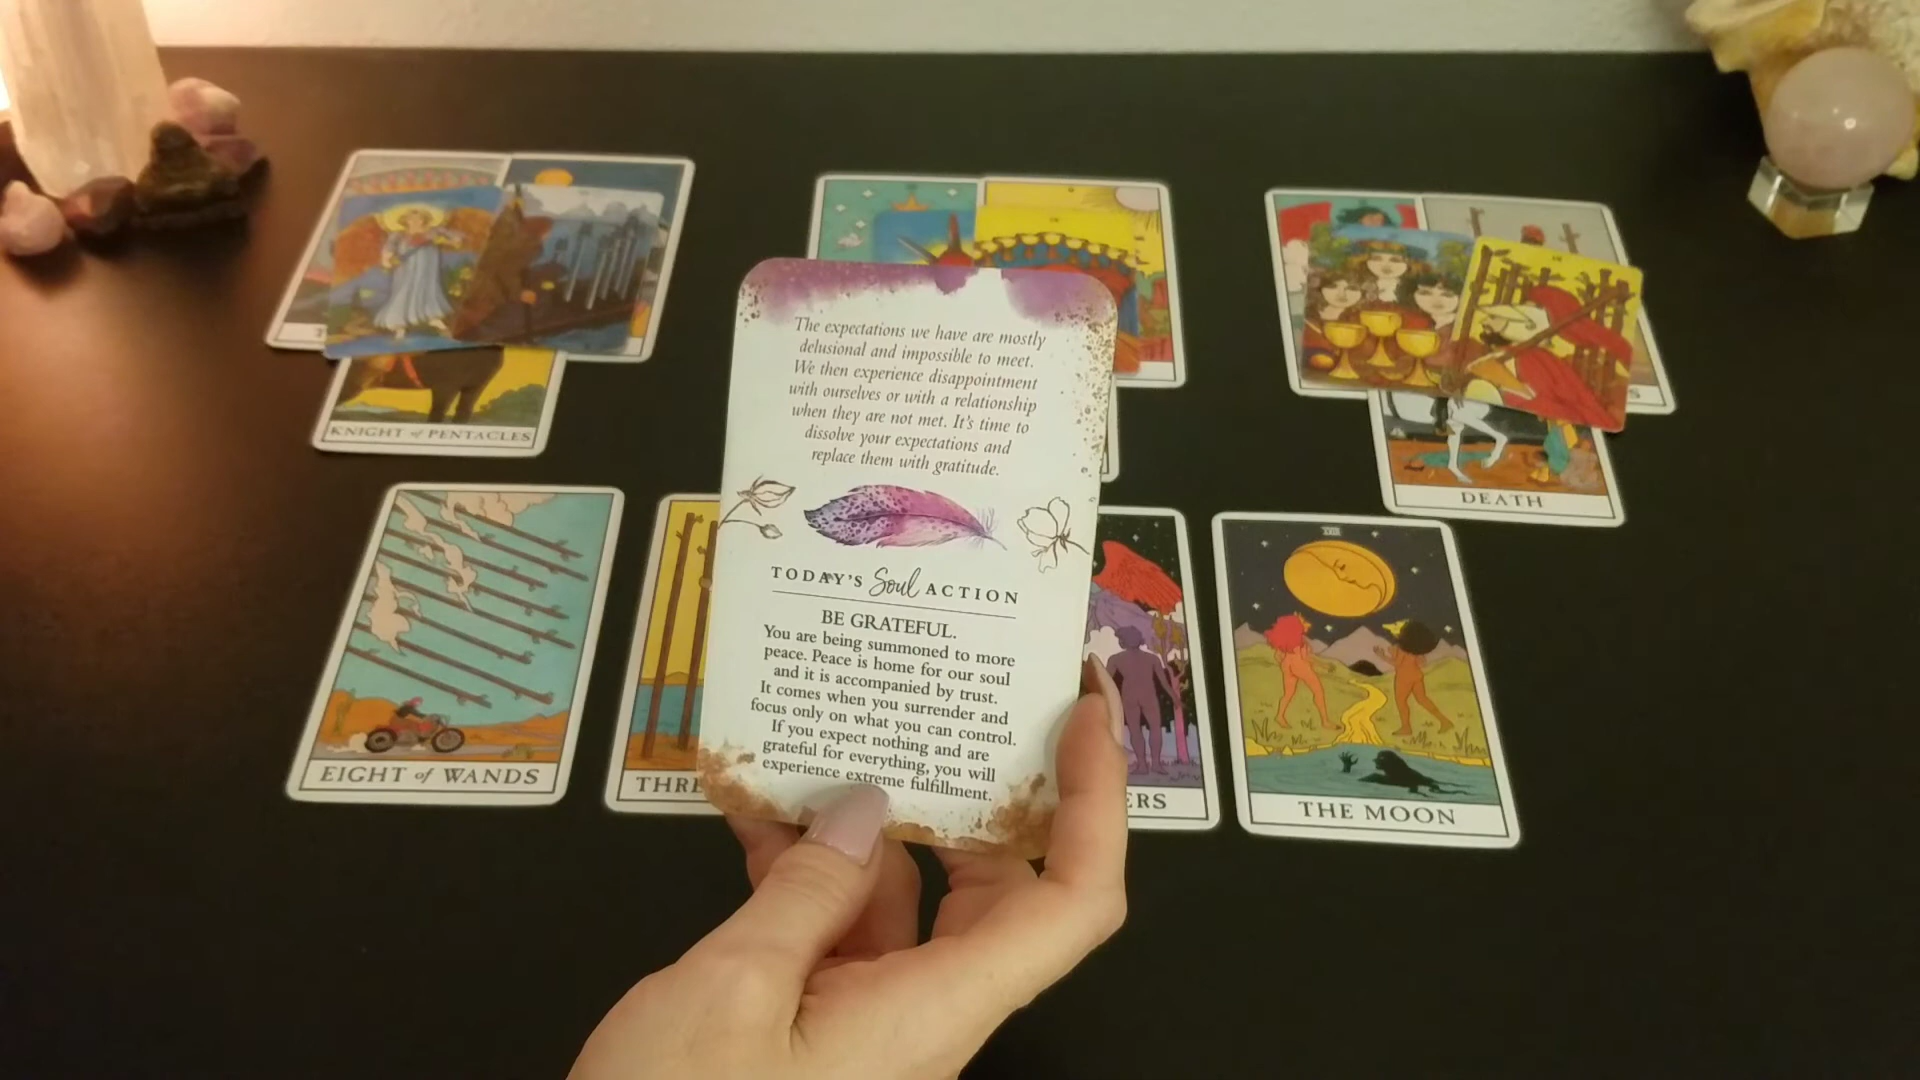 The expectations we have are mostly
delusional and impossible to meet.
We then experience disappointment
with ourselves or with a relationship
when they are not met. It's time to
dissolve your expectations and
replace them with gratitude.
TODAY'S Soul ACTION
BE GRATEFUL.
You are being summoned to more
peace. Peace is home for our soul
and it is accompanied by trust.
It comes when you surrender and
focus only on what you can control.
If you expect nothing and are
grateful for everything, you will
experience extreme fulfillment.
KNIGHT of PENTACLES
DEATH
EIGHT of WANDS
THRE
ERS
XVIII
THE MOON